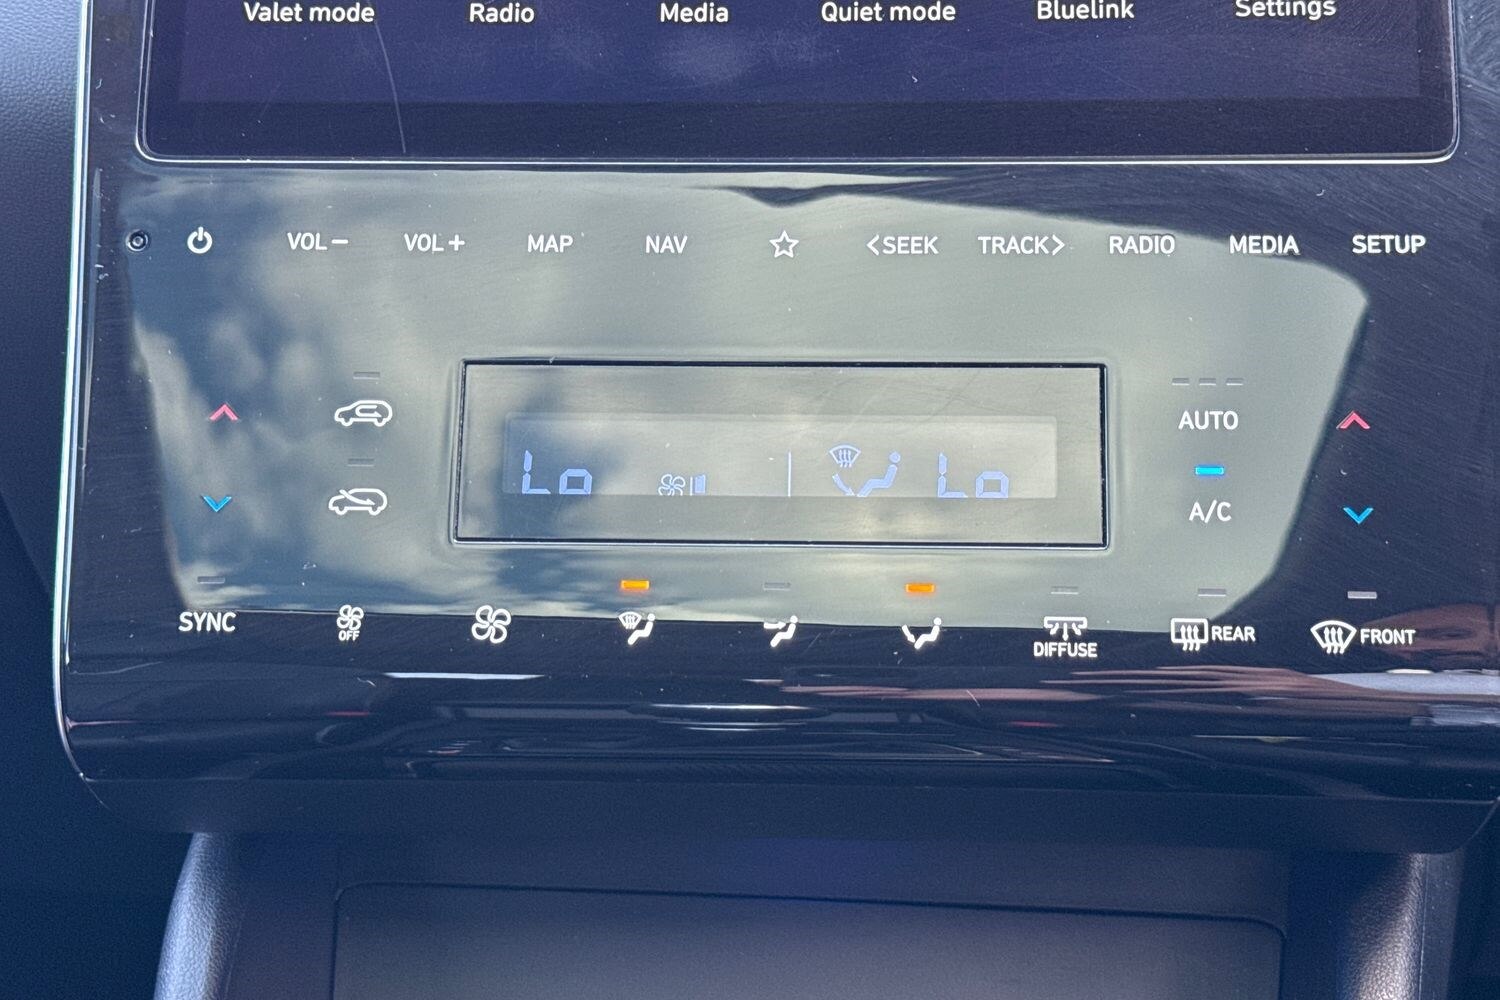 Valet mode Radio Media Quiet mode Bluelink Settings
VOL− VOL+ MAP NAV <SEEK TRACK> RADIO MEDIA SETUP
AUTO
Lo Lo
A/C
SYNC OFF DIFFUSE REAR FRONT